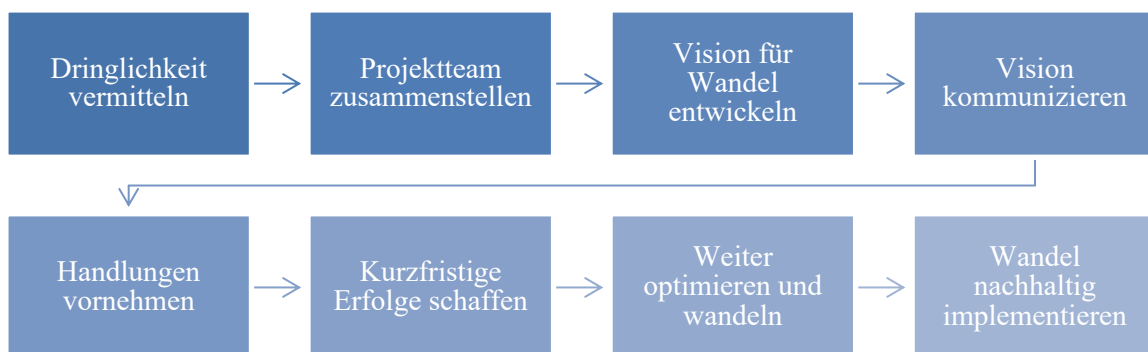 Dringlichkeit
vermitteln
Projektteam
zusammenstellen
Vision für
Wandel
entwickeln
Vision
kommunizieren
Handlungen
vornehmen
Kurzfristige
Erfolge schaffen
Weiter
optimieren und
wandeln
Wandel
nachhaltig
implementieren